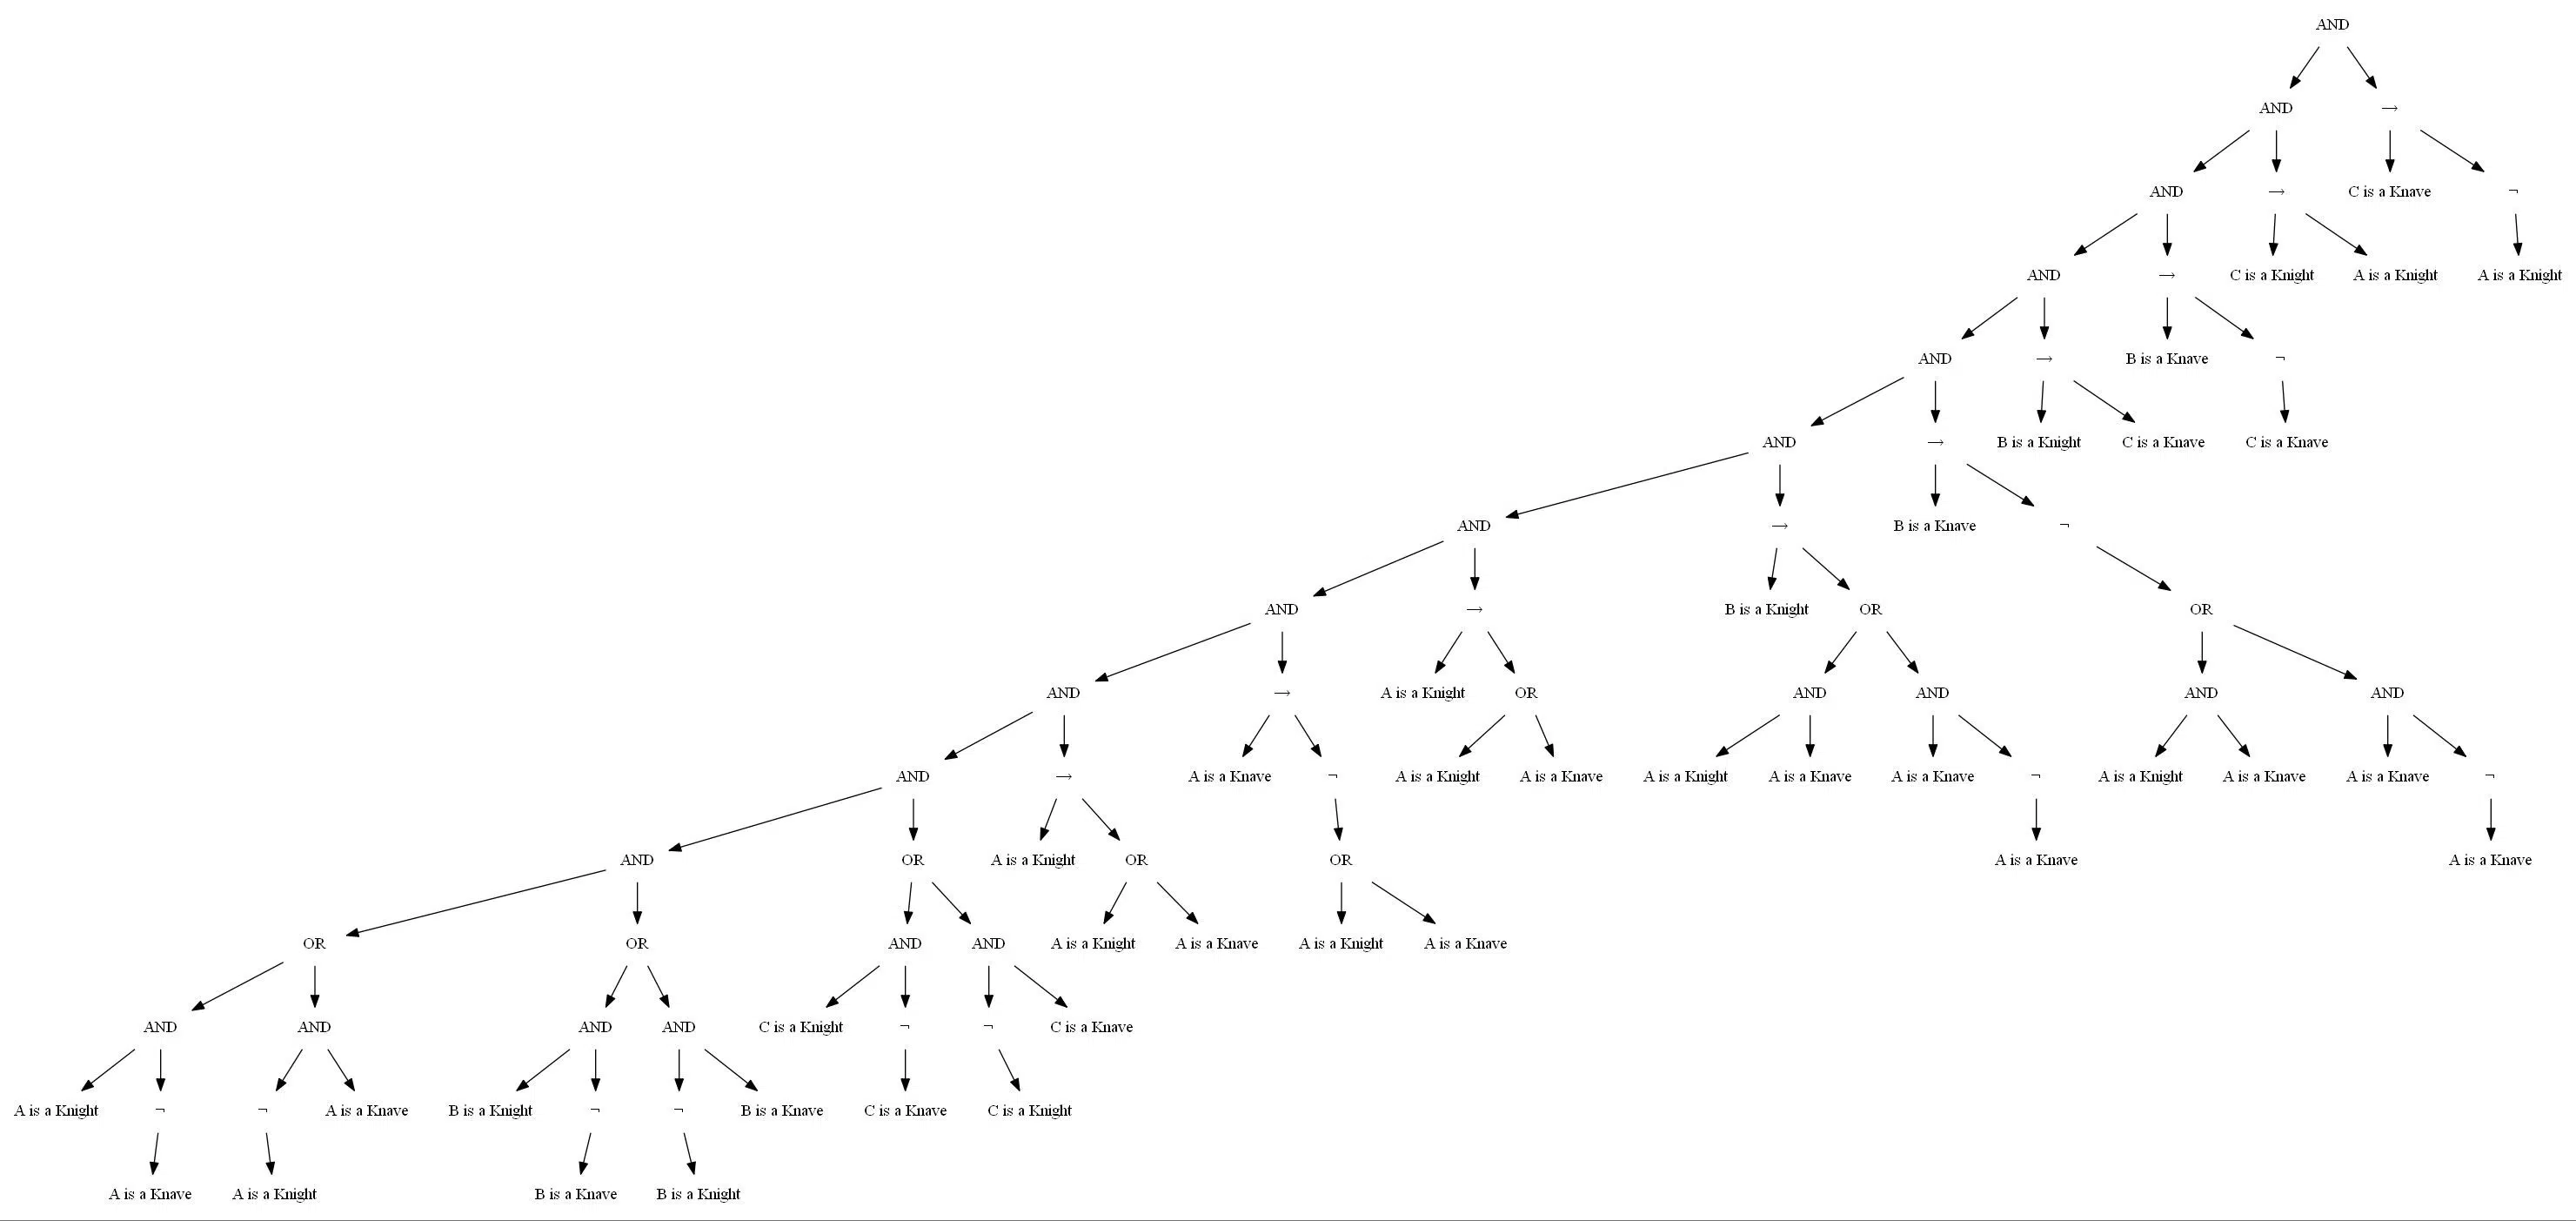 AND
AND →
AND → C is a Knave ¬
AND → C is a Knight A is a Knight A is a Knight
AND → B is a Knave ¬
AND → B is a Knight C is a Knave C is a Knave
AND → B is a Knave ¬
AND → B is a Knight OR OR
AND → A is a Knight OR AND AND AND AND
AND → A is a Knave ¬ A is a Knight A is a Knave A is a Knight A is a Knave A is a Knave ¬ A is a Knight A is a Knave A is a Knave ¬
AND OR A is a Knight OR OR A is a Knave A is a Knave
OR OR AND AND A is a Knight A is a Knave A is a Knight A is a Knave
AND AND AND AND C is a Knight ¬ ¬ C is a Knave
A is a Knight ¬ ¬ A is a Knave B is a Knight ¬ ¬ B is a Knave C is a Knave C is a Knight
A is a Knave A is a Knight B is a Knave B is a Knight